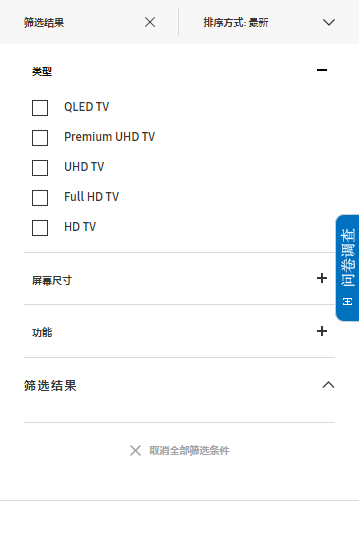 筛选结果
排序方式: 最新
类型
QLED TV
Premium UHD TV
UHD TV
Full HD TV
HD TV
问卷调查
屏幕尺寸
功能
筛选结果
取消全部筛选条件